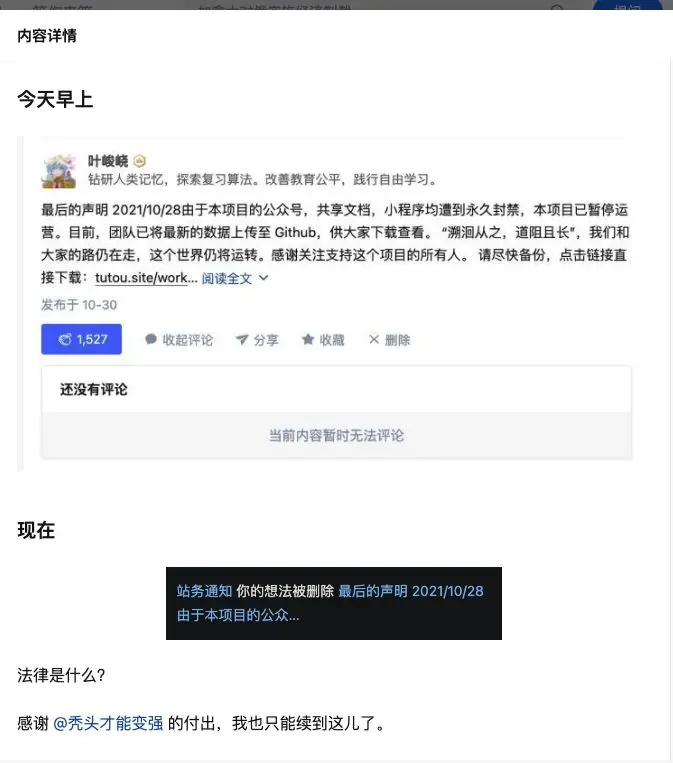 内容详情
今天早上
叶峻峣
钻研人类记忆，探索复习算法。改善教育公平，践行自由学习。
最后的声明 2021/10/28由于本项目的公众号，共享文档，小程序均遭到永久封禁，本项目已暂停运
营。目前，团队已将最新的数据上传至 Github，供大家下载查看。 “溯洄从之，道阻且长”，我们和
大家的路仍在走，这个世界仍将运转。感谢关注支持这个项目的所有人。 请尽快备份，点击链接直
接下载：tutou.site/work... 阅读全文
发布于 10-30
1,527 收起评论 分享 收藏 删除
还没有评论
当前内容暂时无法评论
现在
站务通知 你的想法被删除 最后的声明 2021/10/28
由于本项目的公众...
法律是什么?
感谢 @秃头才能变强 的付出，我也只能续到这儿了。